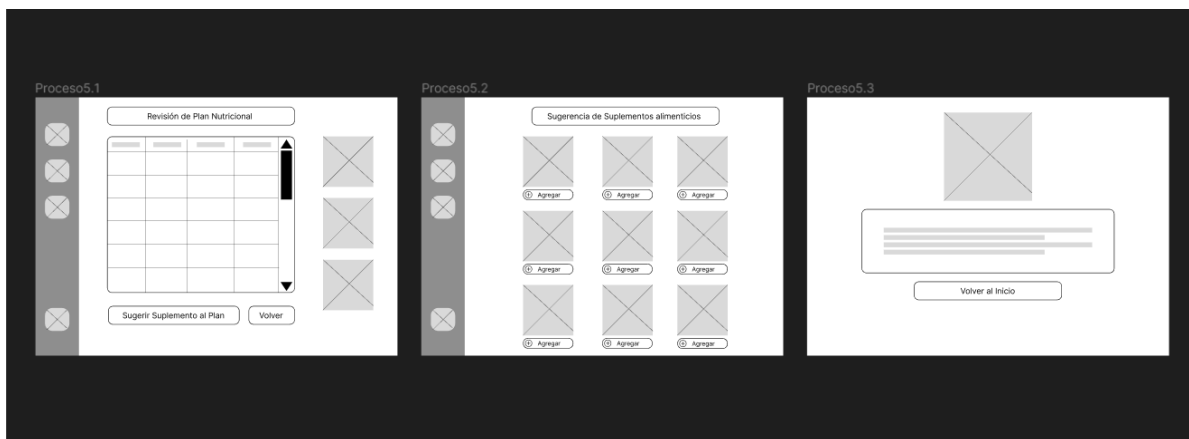 Proceso5.1
Revisión de Plan Nutricional
Sugerir Suplemento al Plan
Volver
Proceso5.2
Sugerencia de Suplementos alimenticios
Agregar
Agregar
Agregar
Agregar
Agregar
Agregar
Agregar
Agregar
Agregar
Proceso5.3
Volver al Inicio